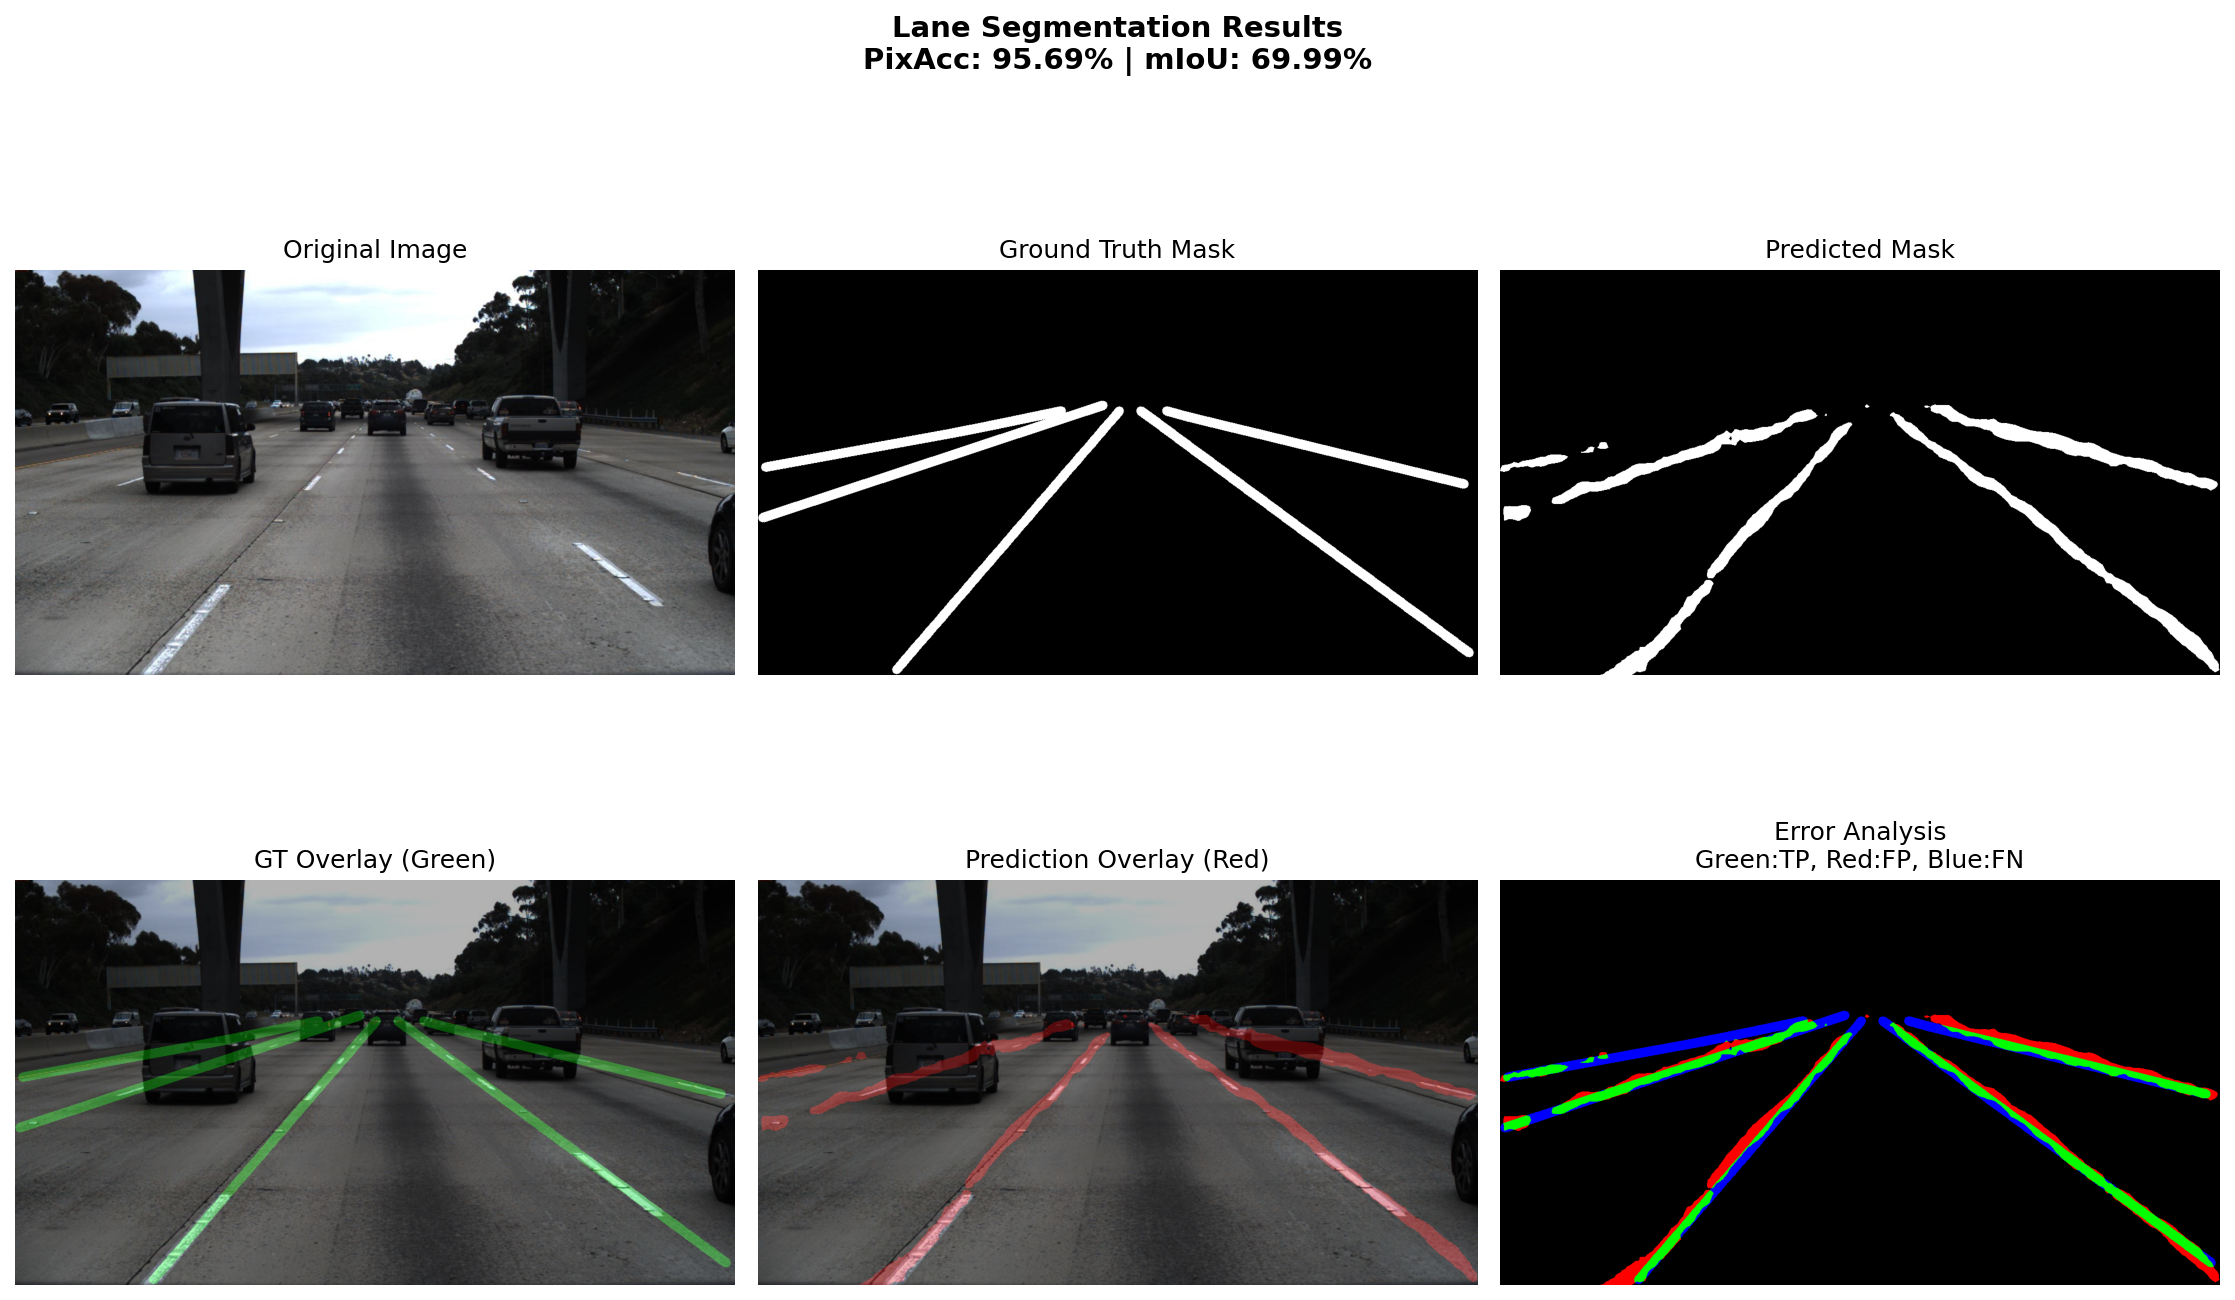 Lane Segmentation Results
PixAcc: 95.69% | mIoU: 69.99%
Original Image
Ground Truth Mask
Predicted Mask
GT Overlay (Green)
Prediction Overlay (Red)
Error Analysis
Green:TP, Red:FP, Blue:FN